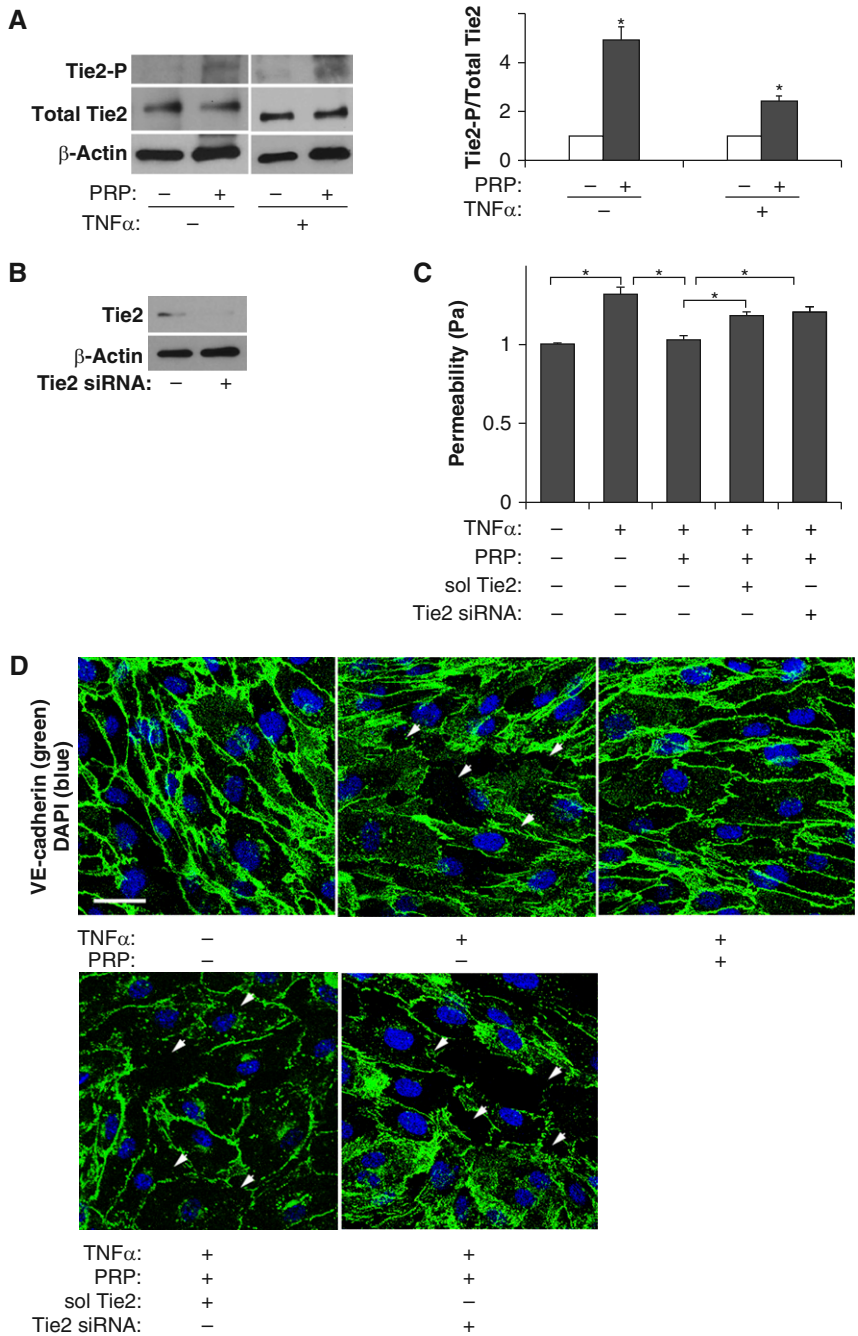 A
Tie2-P
Total Tie2
β-Actin
PRP: – + – +
TNFα: – +
Tie2-P/Total Tie2
4
2
0
* *
PRP: – + – +
TNFα: – +
B
Tie2
β-Actin
Tie2 siRNA: – +
C
Permeability (Pa)
1
0.5
0
* * *
*
TNFα: – + + + +
PRP: – – + + +
sol Tie2: – – – + –
Tie2 siRNA: – – – – +
D
VE-cadherin (green)
DAPI (blue)
TNFα: – + +
PRP: – – +
TNFα: + +
PRP: + +
sol Tie2: + –
Tie2 siRNA: – +